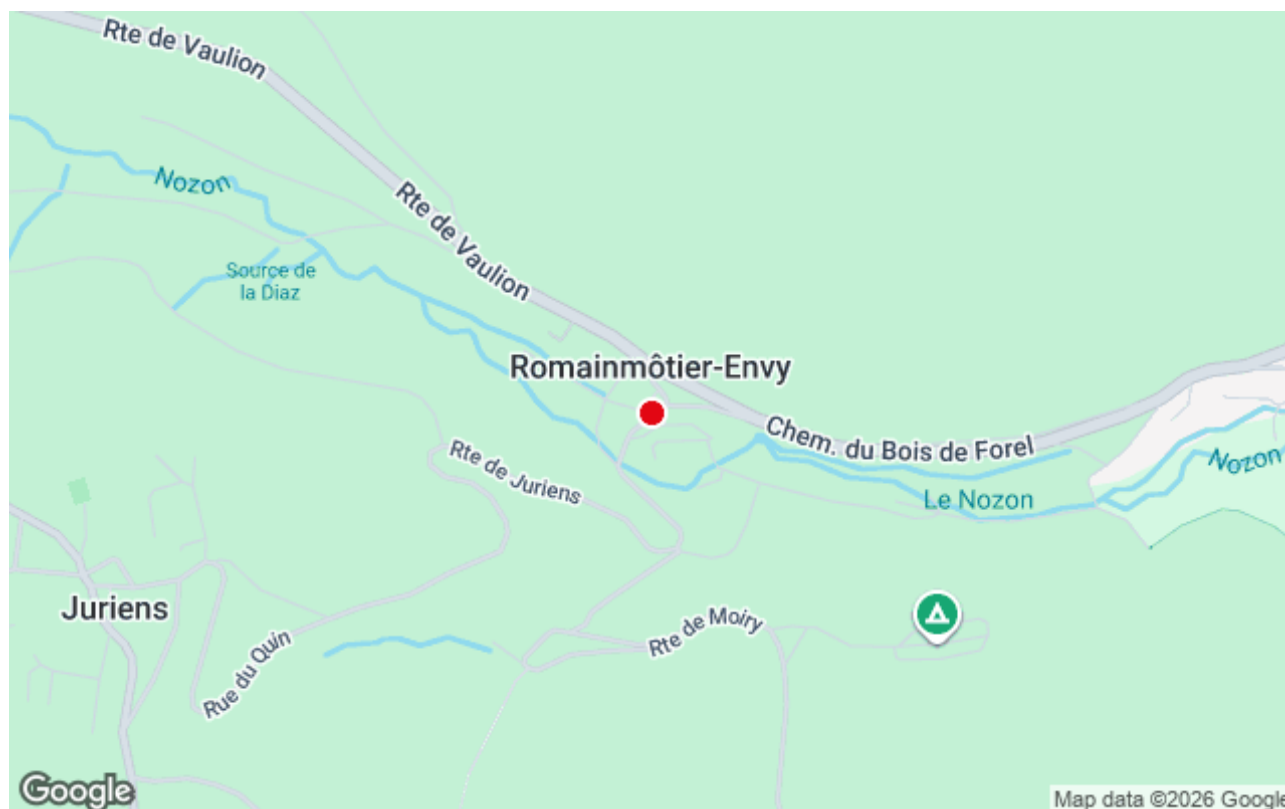 Rte de Vaulion
Nozon
Rte de Vaulion
Source de
la Diaz
Romainmôtier-Envy
Chem. du Bois de Forel
Rte de Juriens
Nozon
Le Nozon
Juriens
Rte de Moiry
Rue du Quin
Google
Map data ©2026 Google